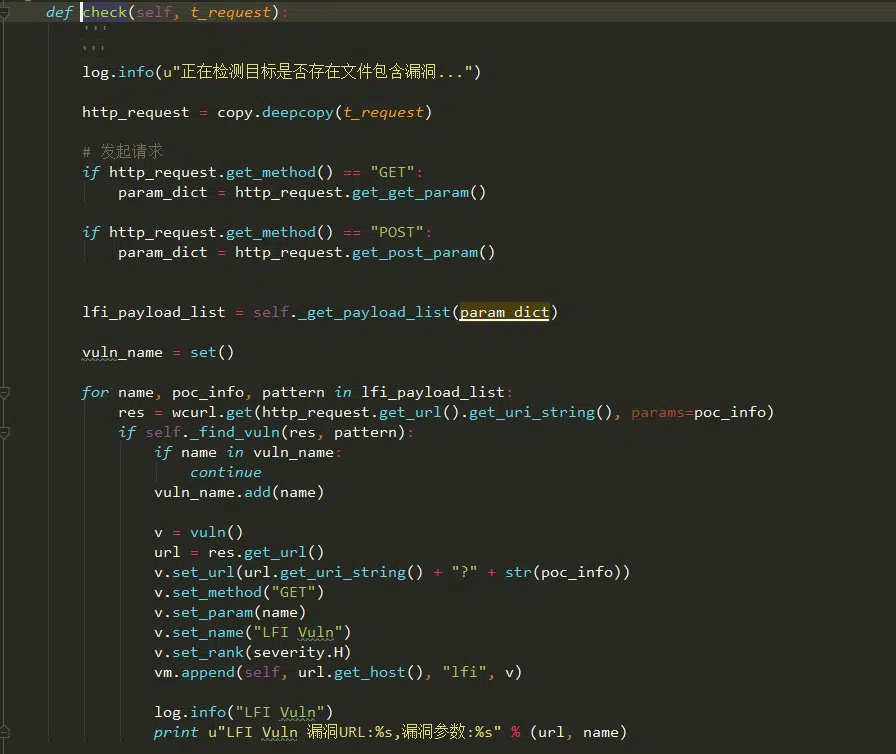 def check(self, t_request):
'''
'''
log.info(u"正在检测目标是否存在文件包含漏洞...")
http_request = copy.deepcopy(t_request)
# 发起请求
if http_request.get_method() == "GET":
param_dict = http_request.get_get_param()
if http_request.get_method() == "POST":
param_dict = http_request.get_post_param()
lfi_payload_list = self._get_payload_list(param_dict)
vuln_name = set()
for name, poc_info, pattern in lfi_payload_list:
res = wcurl.get(http_request.get_url().get_uri_string(), params=poc_info)
if self._find_vuln(res, pattern):
if name in vuln_name:
continue
vuln_name.add(name)
v = vuln()
url = res.get_url()
v.set_url(url.get_uri_string() + "?" + str(poc_info))
v.set_method("GET")
v.set_param(name)
v.set_name("LFI Vuln")
v.set_rank(severity.H)
vm.append(self, url.get_host(), "lfi", v)
log.info("LFI Vuln")
print u"LFI Vuln 漏洞URL:%s,漏洞参数:%s" % (url, name)